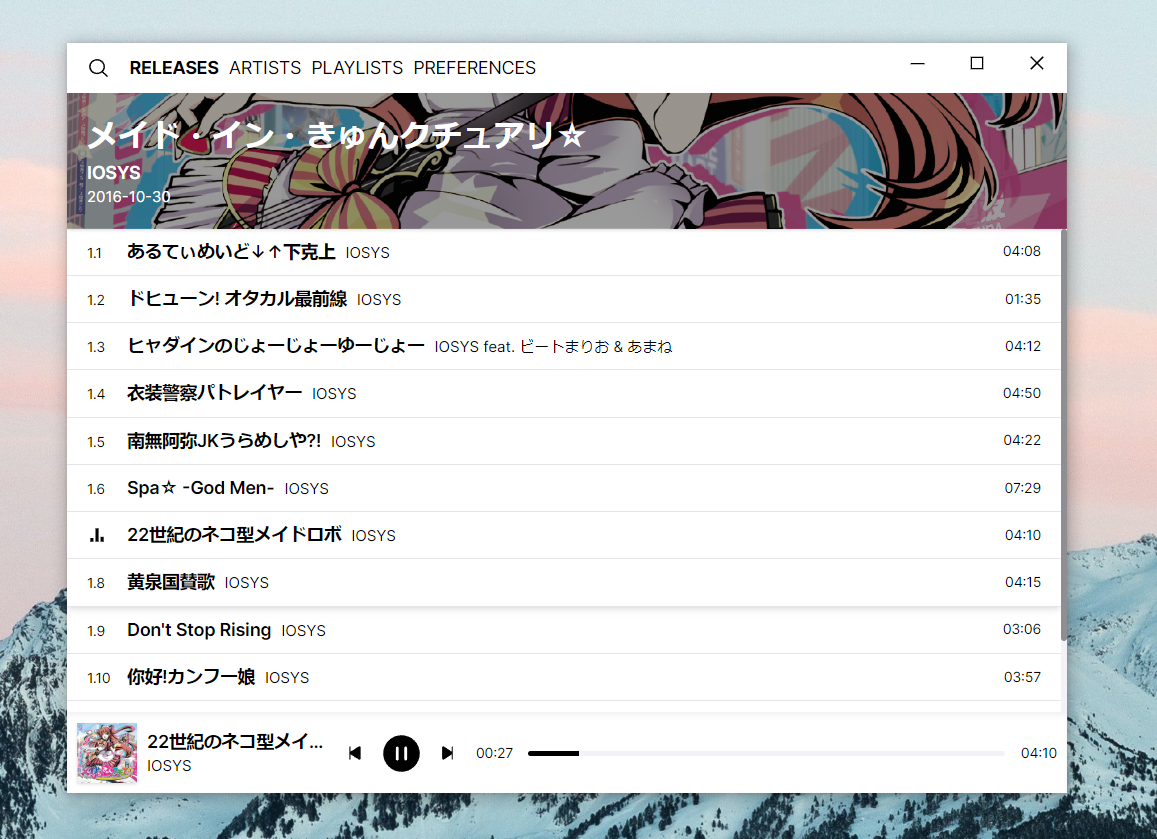 RELEASES ARTISTS PLAYLISTS PREFERENCES
メイド・イン・きゅんクチュアリ☆
IOSYS
2016-10-30
1.1 あるてぃめいど↓↑下克上 IOSYS 04:08
1.2 ドヒューン! オタカル最前線 IOSYS 01:35
1.3 ヒャダインのじょーじょーゆーじょー IOSYS feat. ビートまりお & あまね 04:12
1.4 衣装警察パトレイヤー IOSYS 04:50
1.5 南無阿弥JKうらめしや?! IOSYS 04:22
1.6 Spa☆ -God Men- IOSYS 07:29
22世紀のネコ型メイドロボ IOSYS 04:10
1.8 黄泉国賛歌 IOSYS 04:15
1.9 Don't Stop Rising IOSYS 03:06
1.10 你好!カンフー娘 IOSYS 03:57
22世紀のネコ型メイ...
IOSYS
00:27 04:10